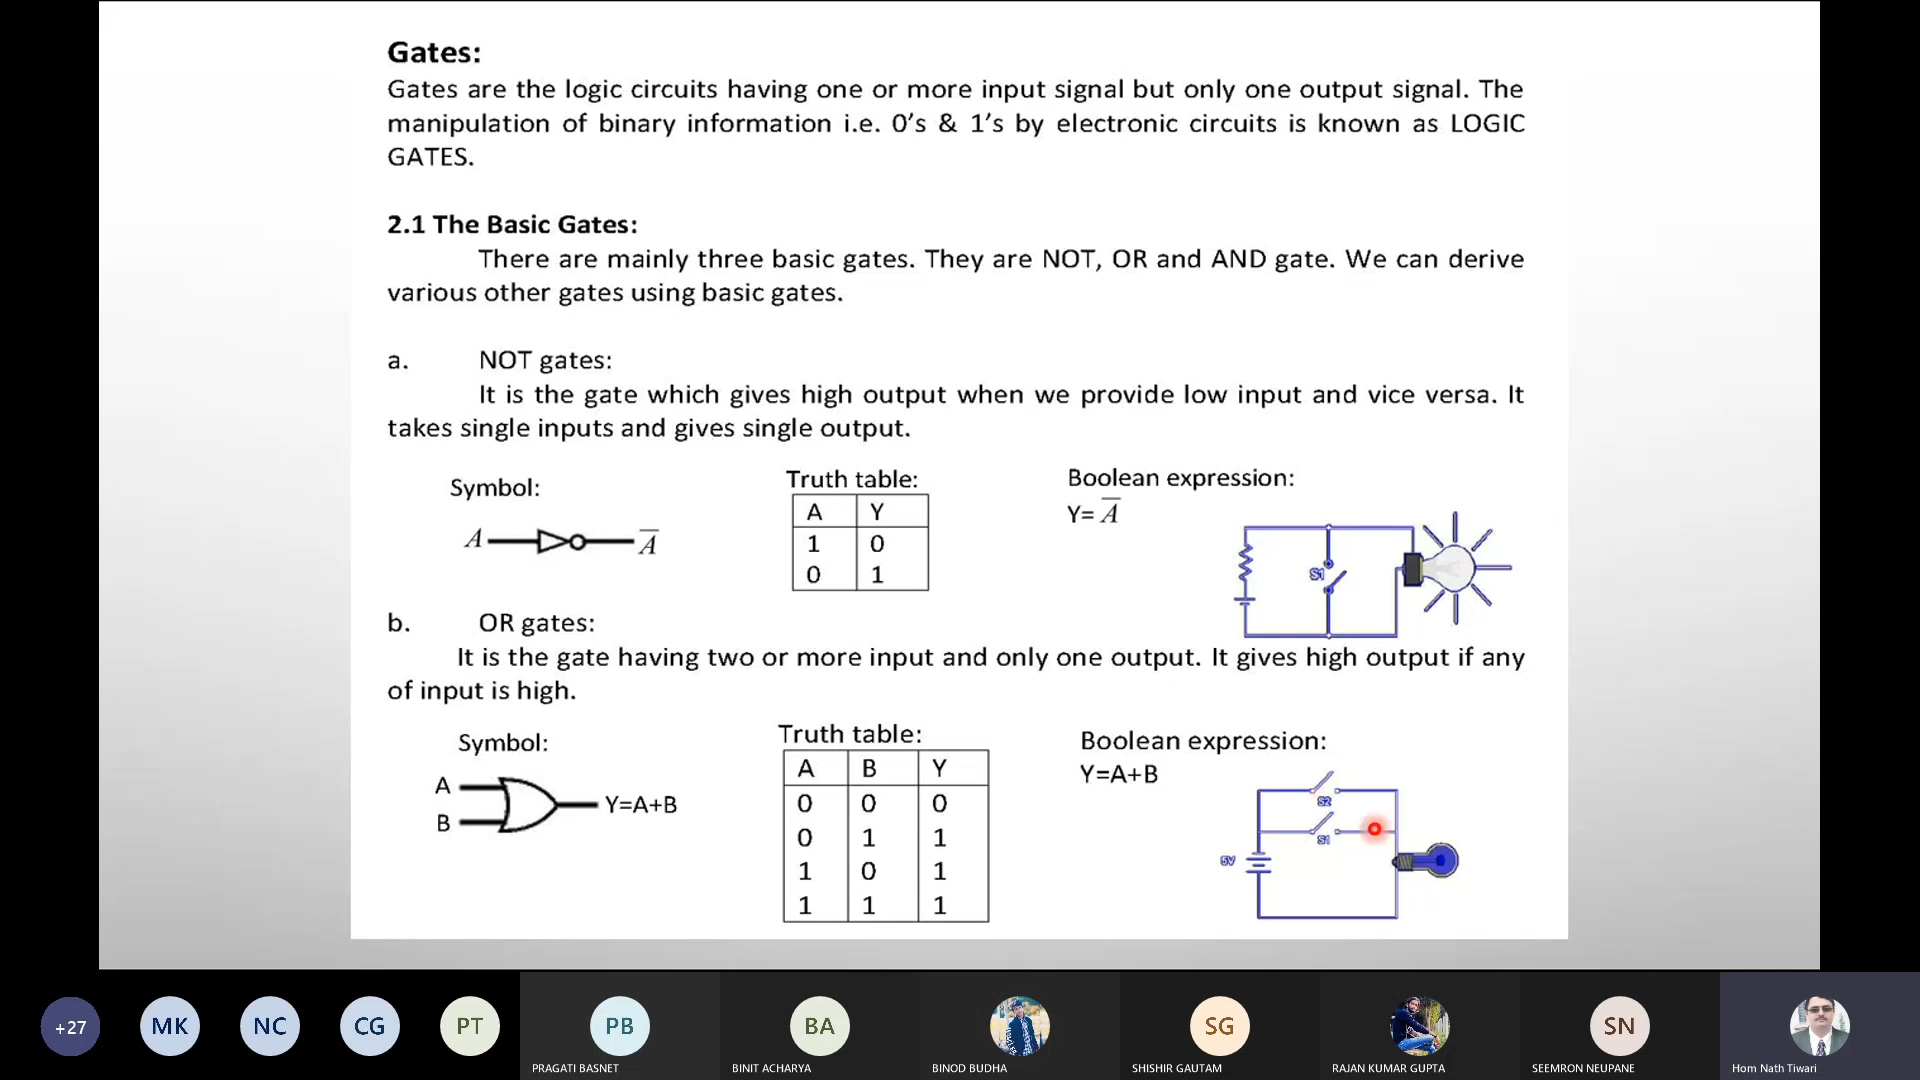 Gates:
Gates are the logic circuits having one or more input signal but only one output signal. The
manipulation of binary information i.e. 0's & 1's by electronic circuits is known as LOGIC
GATES.
2.1 The Basic Gates:
There are mainly three basic gates. They are NOT, OR and AND gate. We can derive
various other gates using basic gates.
a. NOT gates:
It is the gate which gives high output when we provide low input and vice versa. It
takes single inputs and gives single output.
Symbol:
A A̅
Truth table:
A Y
1 0
0 1
Boolean expression:
Y= A̅
S1
b. OR gates:
It is the gate having two or more input and only one output. It gives high output if any
of input is high.
Symbol:
A
B
Y=A+B
Truth table:
A B Y
0 0 0
0 1 1
1 0 1
1 1 1
Boolean expression:
Y=A+B
S2
S1
5V
+27 MK NC CG PT PB BA SG SN
PRAGATI BASNET BINIT ACHARYA BINOD BUDHA SHISHIR GAUTAM RAJAN KUMAR GUPTA SEEMRON NEUPANE Hom Nath Tiwari